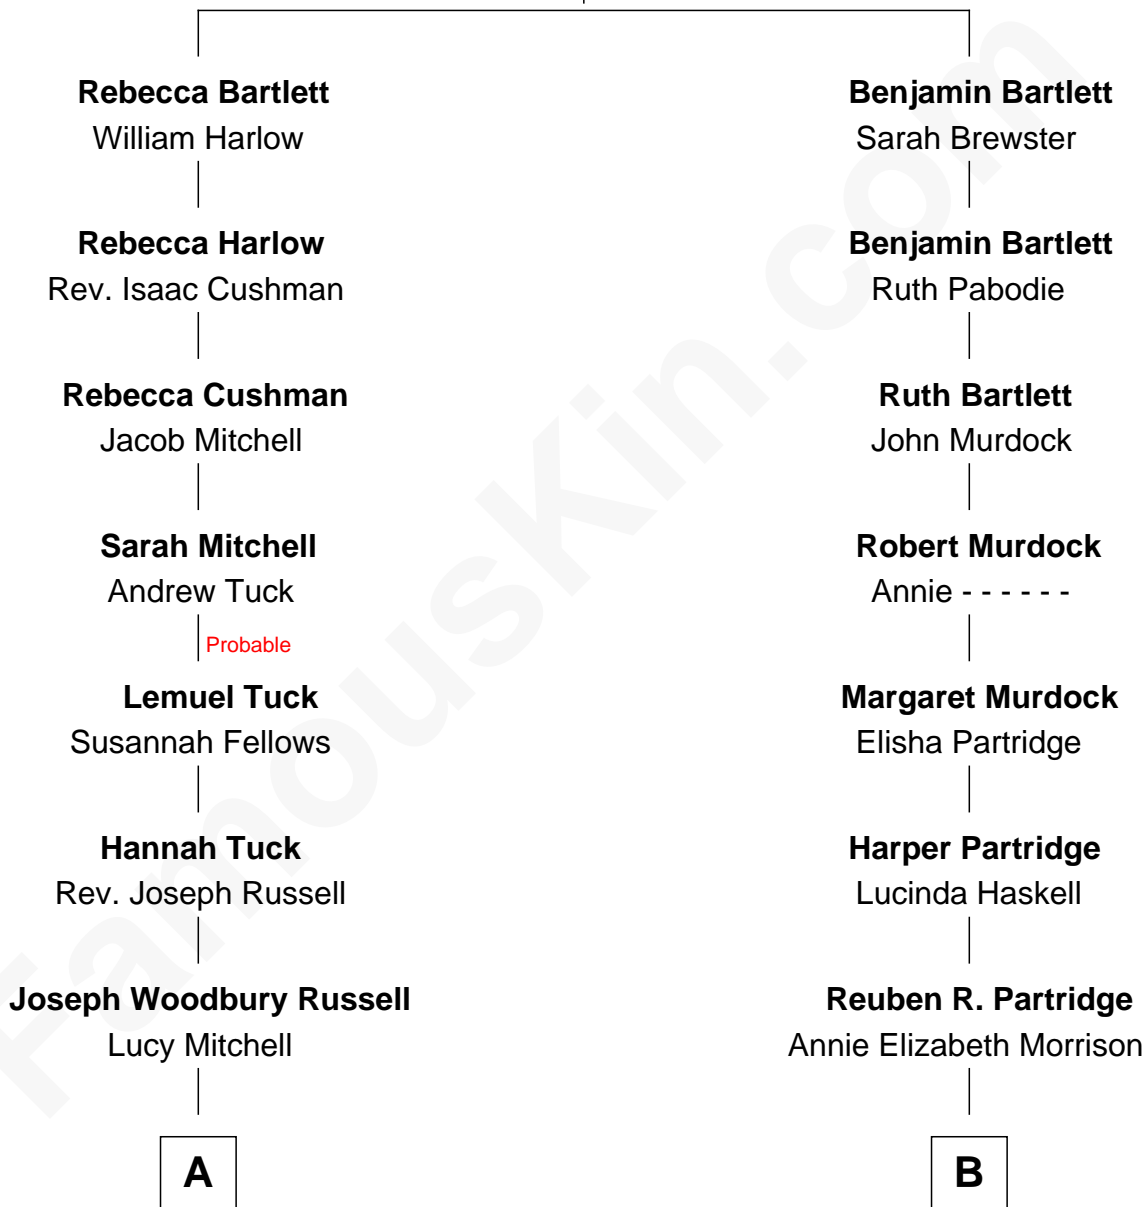 Rebecca Bartlett
William Harlow
Rebecca Harlow
Rev. Isaac Cushman
Rebecca Cushman
Jacob Mitchell
Sarah Mitchell
Andrew Tuck
Probable
Lemuel Tuck
Susannah Fellows
Hannah Tuck
Rev. Joseph Russell
Joseph Woodbury Russell
Lucy Mitchell
A
Benjamin Bartlett
Sarah Brewster
Benjamin Bartlett
Ruth Pabodie
Ruth Bartlett
John Murdock
Robert Murdock
Annie - - - - - -
Margaret Murdock
Elisha Partridge
Harper Partridge
Lucinda Haskell
Reuben R. Partridge
Annie Elizabeth Morrison
B
FamousKin.com